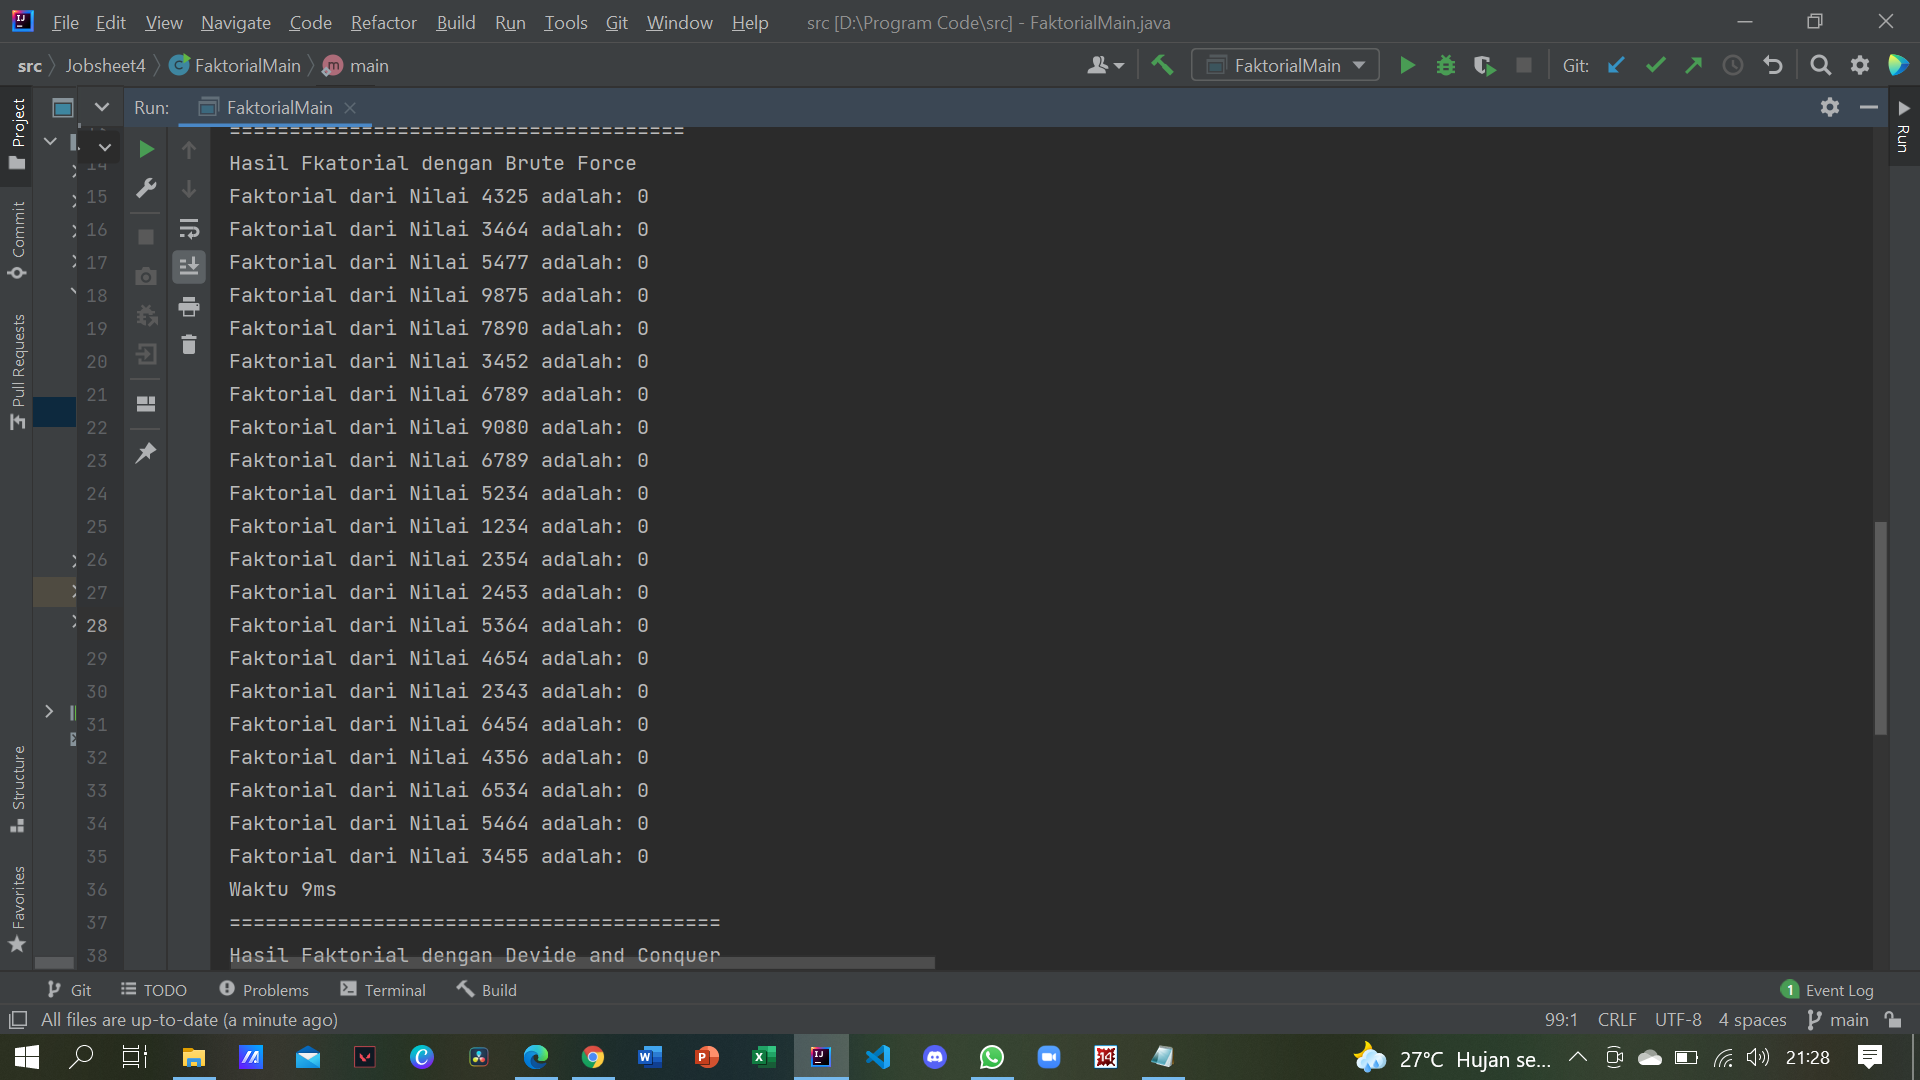 File Edit View Navigate Code Refactor Build Run Tools Git Window Help src [D:\Program Code\src] - FaktorialMain.java
src Jobsheet4 FaktorialMain main FaktorialMain Git:
Project
Commit
Pull Requests
Structure
Favorites
Run: FaktorialMain
Run
======================================
14 Hasil Fkatorial dengan Brute Force
15 Faktorial dari Nilai 4325 adalah: 0
16 Faktorial dari Nilai 3464 adalah: 0
17 Faktorial dari Nilai 5477 adalah: 0
18 Faktorial dari Nilai 9875 adalah: 0
19 Faktorial dari Nilai 7890 adalah: 0
20 Faktorial dari Nilai 3452 adalah: 0
21 Faktorial dari Nilai 6789 adalah: 0
22 Faktorial dari Nilai 9080 adalah: 0
23 Faktorial dari Nilai 6789 adalah: 0
24 Faktorial dari Nilai 5234 adalah: 0
25 Faktorial dari Nilai 1234 adalah: 0
26 Faktorial dari Nilai 2354 adalah: 0
27 Faktorial dari Nilai 2453 adalah: 0
28 Faktorial dari Nilai 5364 adalah: 0
29 Faktorial dari Nilai 4654 adalah: 0
30 Faktorial dari Nilai 2343 adalah: 0
31 Faktorial dari Nilai 6454 adalah: 0
32 Faktorial dari Nilai 4356 adalah: 0
33 Faktorial dari Nilai 6534 adalah: 0
34 Faktorial dari Nilai 5464 adalah: 0
35 Faktorial dari Nilai 3455 adalah: 0
36 Waktu 9ms
37 =========================================
38 Hasil Faktorial dengan Devide and Conquer
Git TODO Problems Terminal Build 1 Event Log
All files are up-to-date (a minute ago) 99:1 CRLF UTF-8 4 spaces main
27°C Hujan se... 21:28